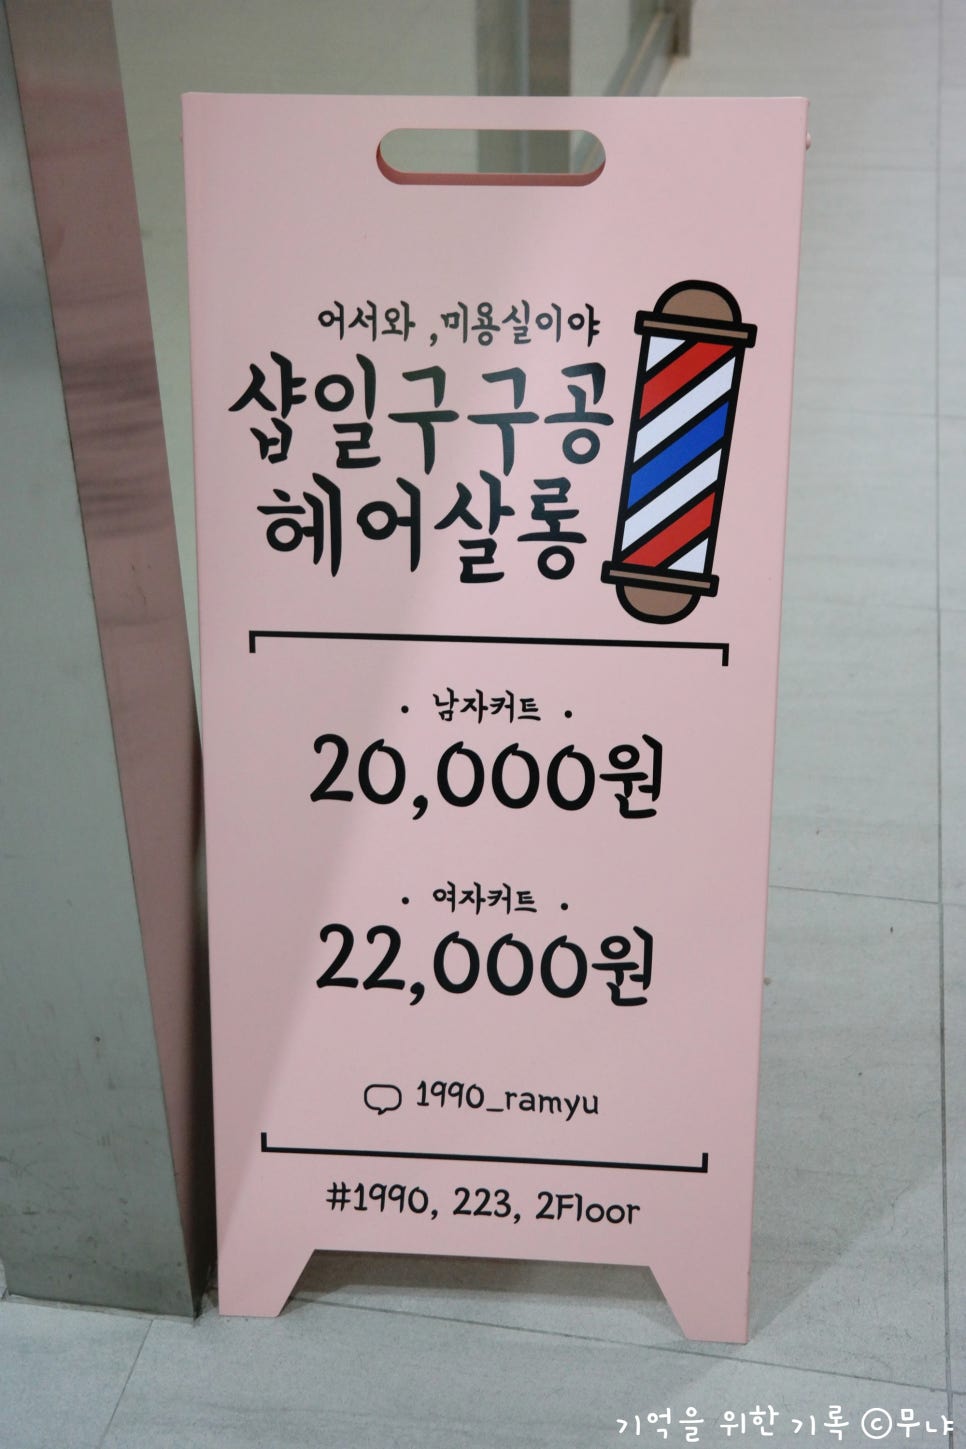 어서와 ,미용실이야
샵일구구공
헤어살롱
· 남자커트 ·
20,000원
· 여자커트 ·
22,000원
1990_ramyu
#1990, 223, 2Floor
기억을 위한 기록 ©무냐